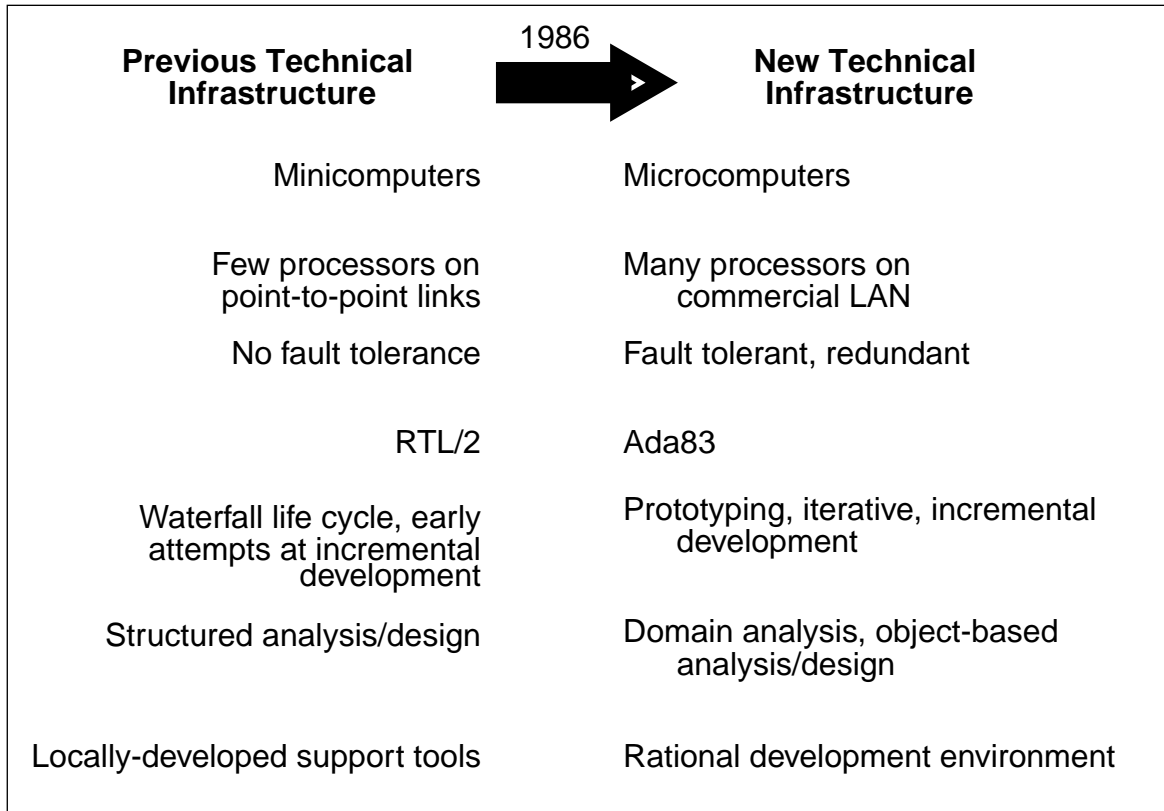 1986
Previous Technical
Infrastructure
New Technical
Infrastructure
Minicomputers
Microcomputers
Few processors on
point-to-point links
Many processors on
commercial LAN
No fault tolerance
Fault tolerant, redundant
RTL/2
Ada83
Waterfall life cycle, early
attempts at incremental
development
Prototyping, iterative, incremental
development
Structured analysis/design
Domain analysis, object-based
analysis/design
Locally-developed support tools
Rational development environment